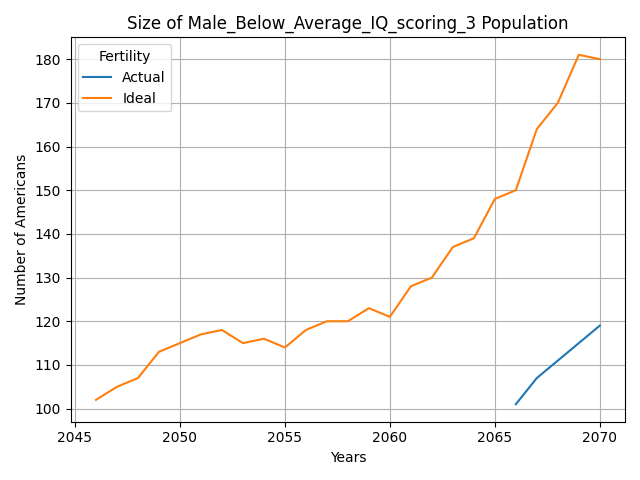 Size of Male_Below_Average_IQ_scoring_3 Population
Fertility
Actual
Ideal
Number of Americans
180
170
160
150
140
130
120
110
100
2045 2050 2055 2060 2065 2070
Years